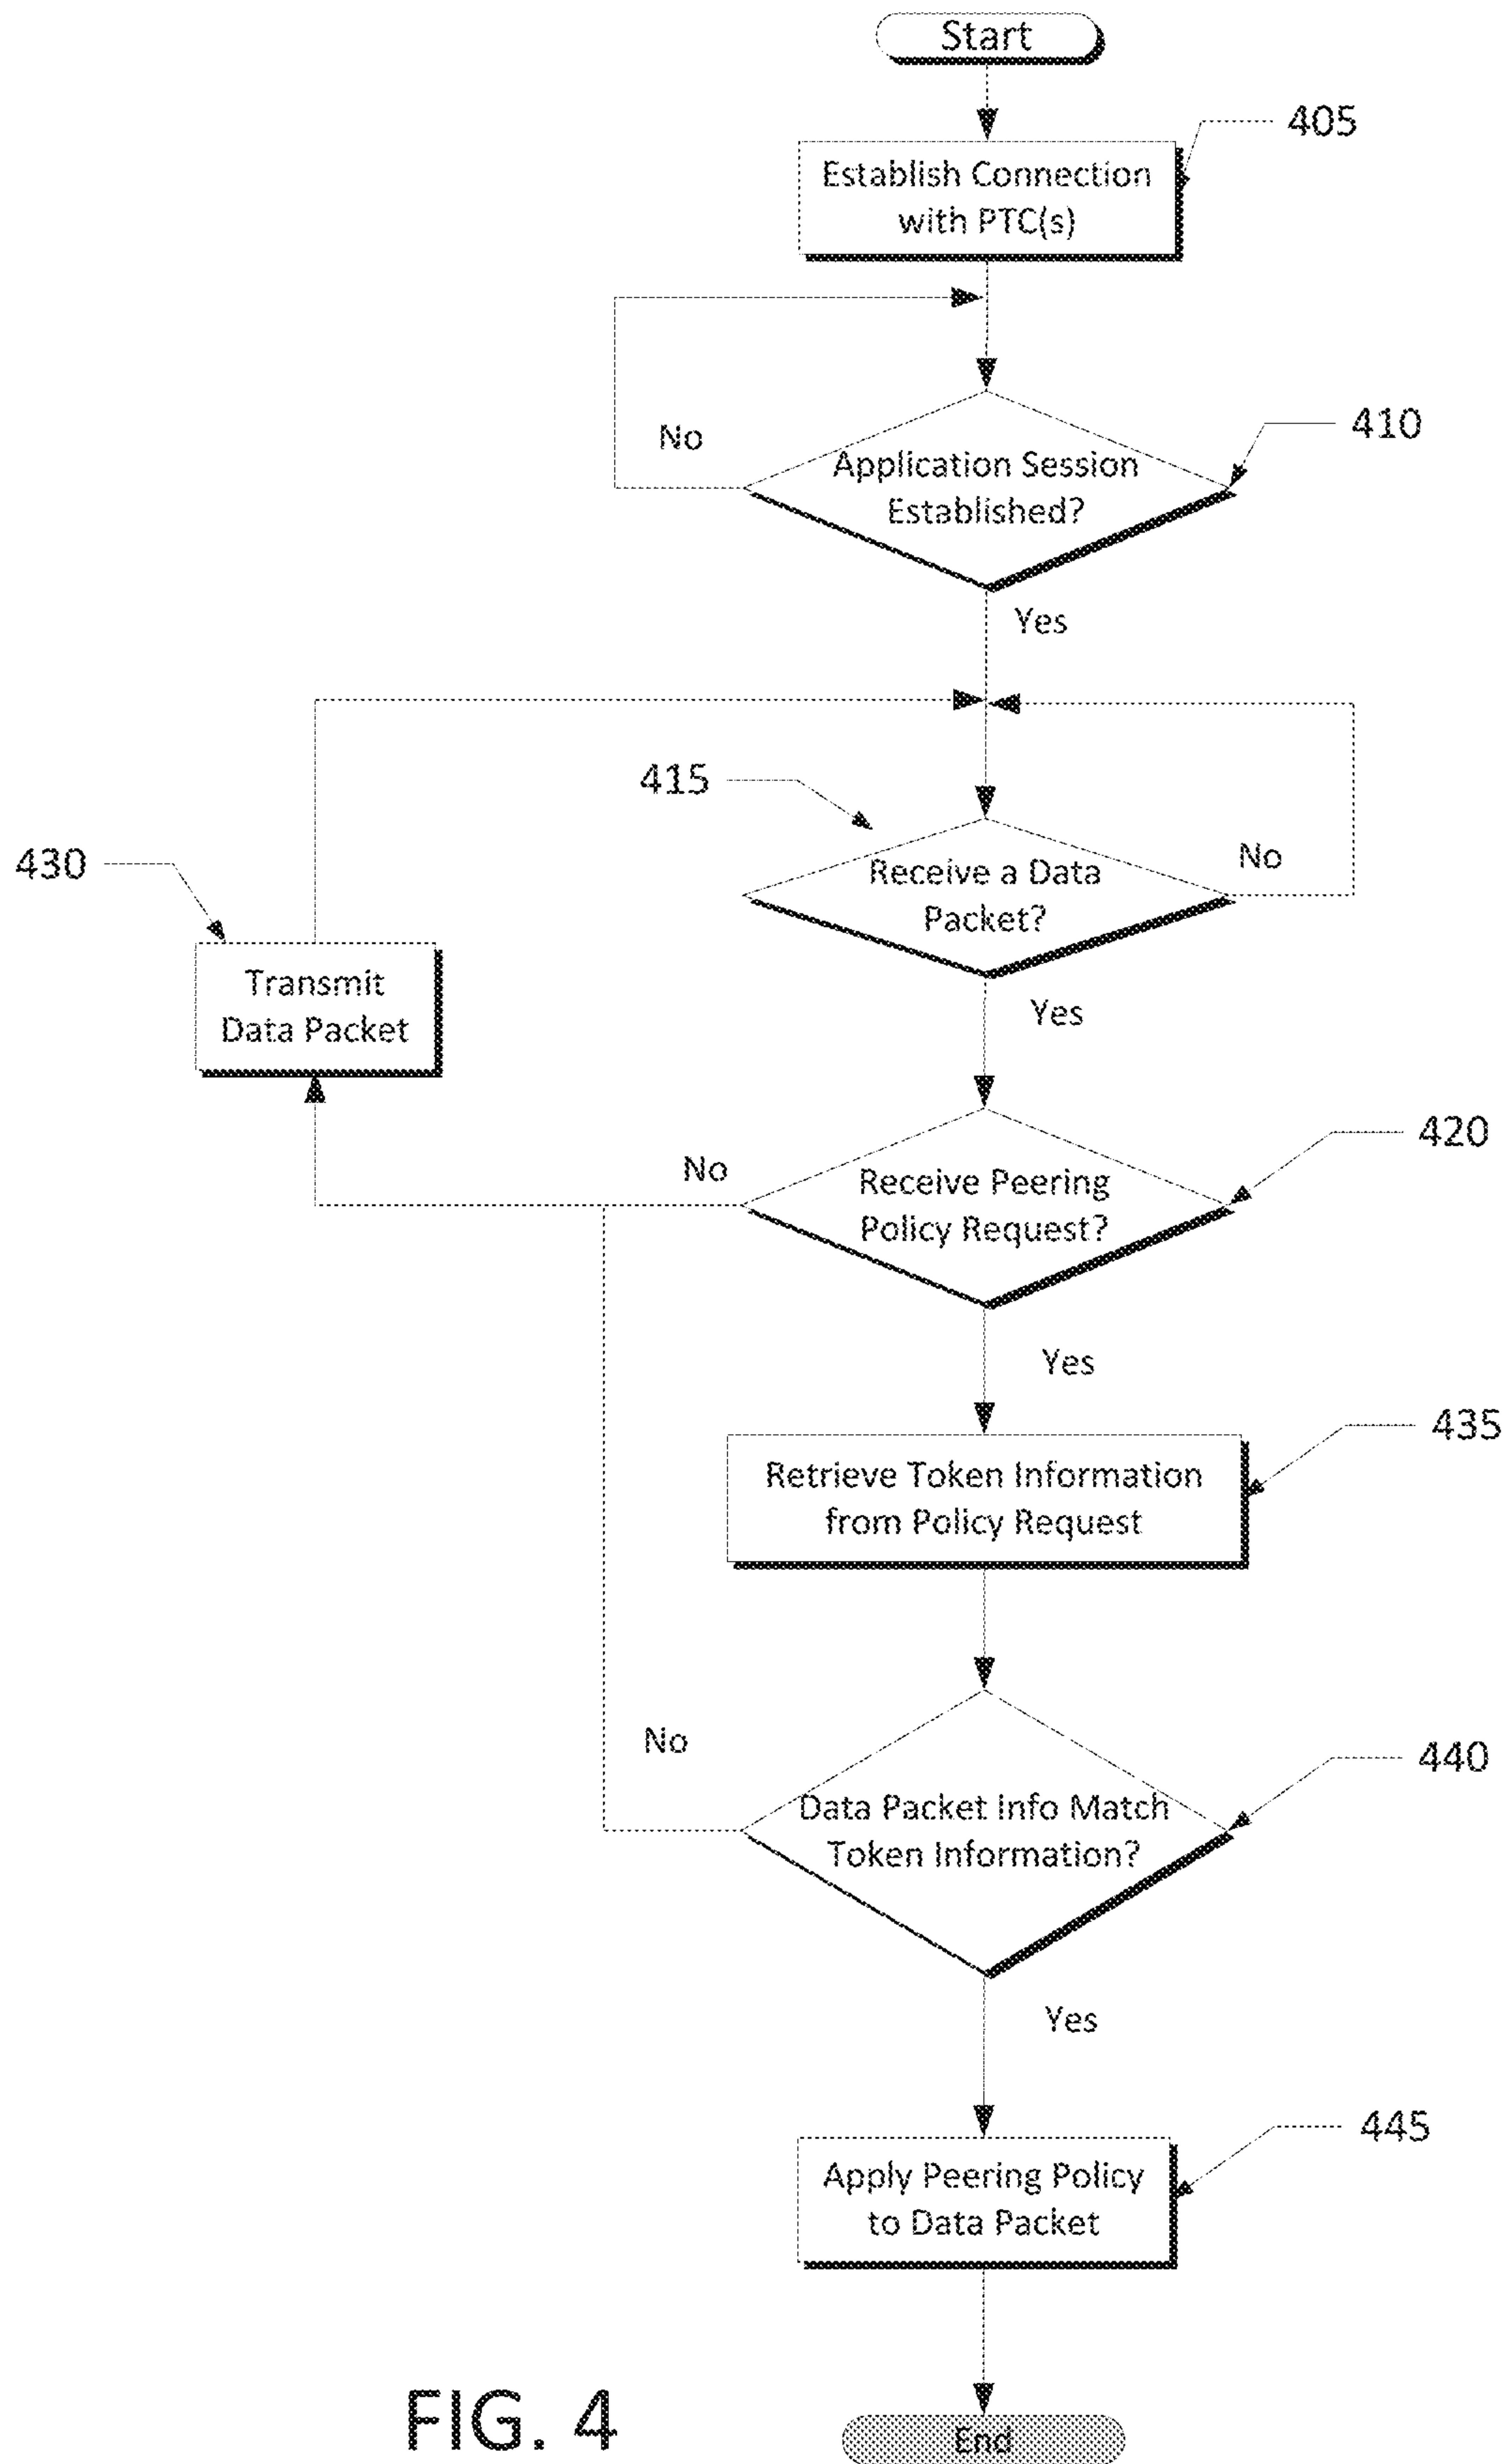 Start
405
Establish Connection
with PTC(s)
No
410
Application Session
Established?
Yes
415
430
No
Receive a Data
Packet?
Transmit
Data Packet
Yes
420
No
Receive Peering
Policy Request?
Yes
435
Retrieve Token Information
from Policy Request
No
440
Data Packet Info Match
Token Information?
Yes
445
Apply Peering Policy
to Data Packet
FIG. 4
End